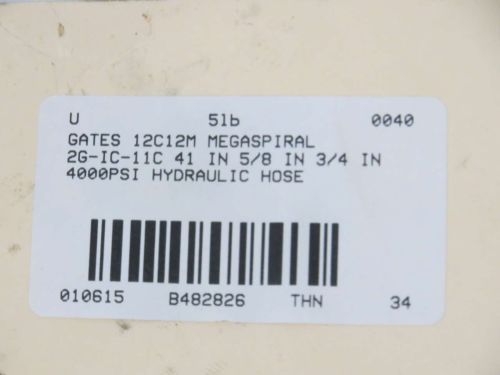 U 5lb 0040
GATES 12C12M MEGASPIRAL
2G-IC-11C 41 IN 5/8 IN 3/4 IN
4000PSI HYDRAULIC HOSE
010615 B482826 THN 34